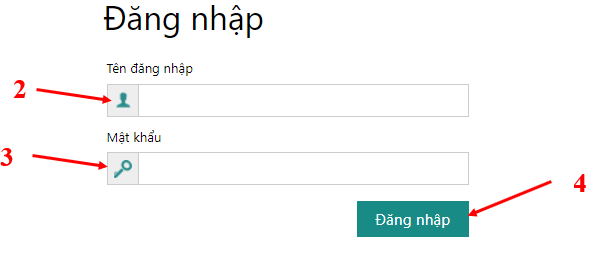 Đăng nhập
Tên đăng nhập
2
Mật khẩu
3
4
Đăng nhập